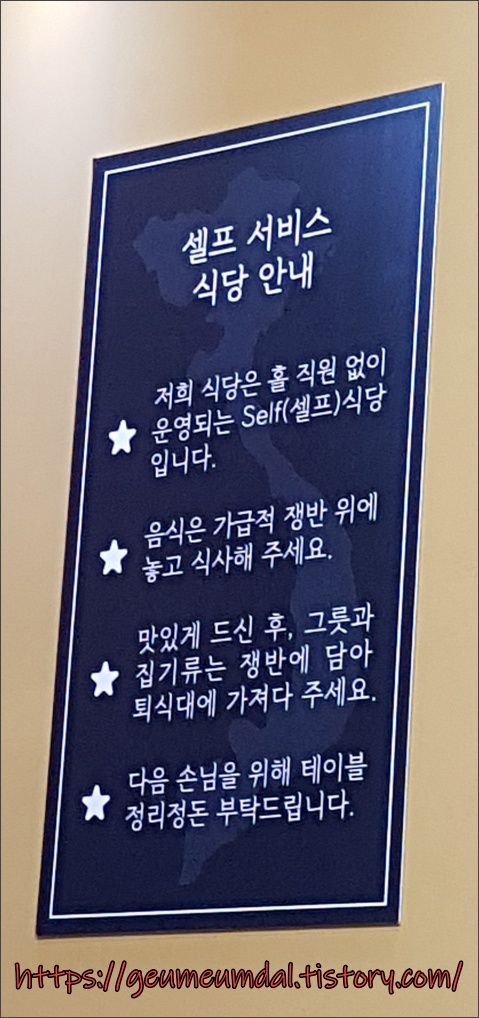 셀프 서비스
식당 안내
저희 식당은 홀 직원 없이
운영되는 Self(셀프)식당
입니다.
음식은 가급적 쟁반 위에
놓고 식사해 주세요.
맛있게 드신 후, 그릇과
집기류는 쟁반에 담아
퇴식대에 가져다 주세요.
다음 손님을 위해 테이블
정리정돈 부탁드립니다.
https://geumeumdal.tistory.com/